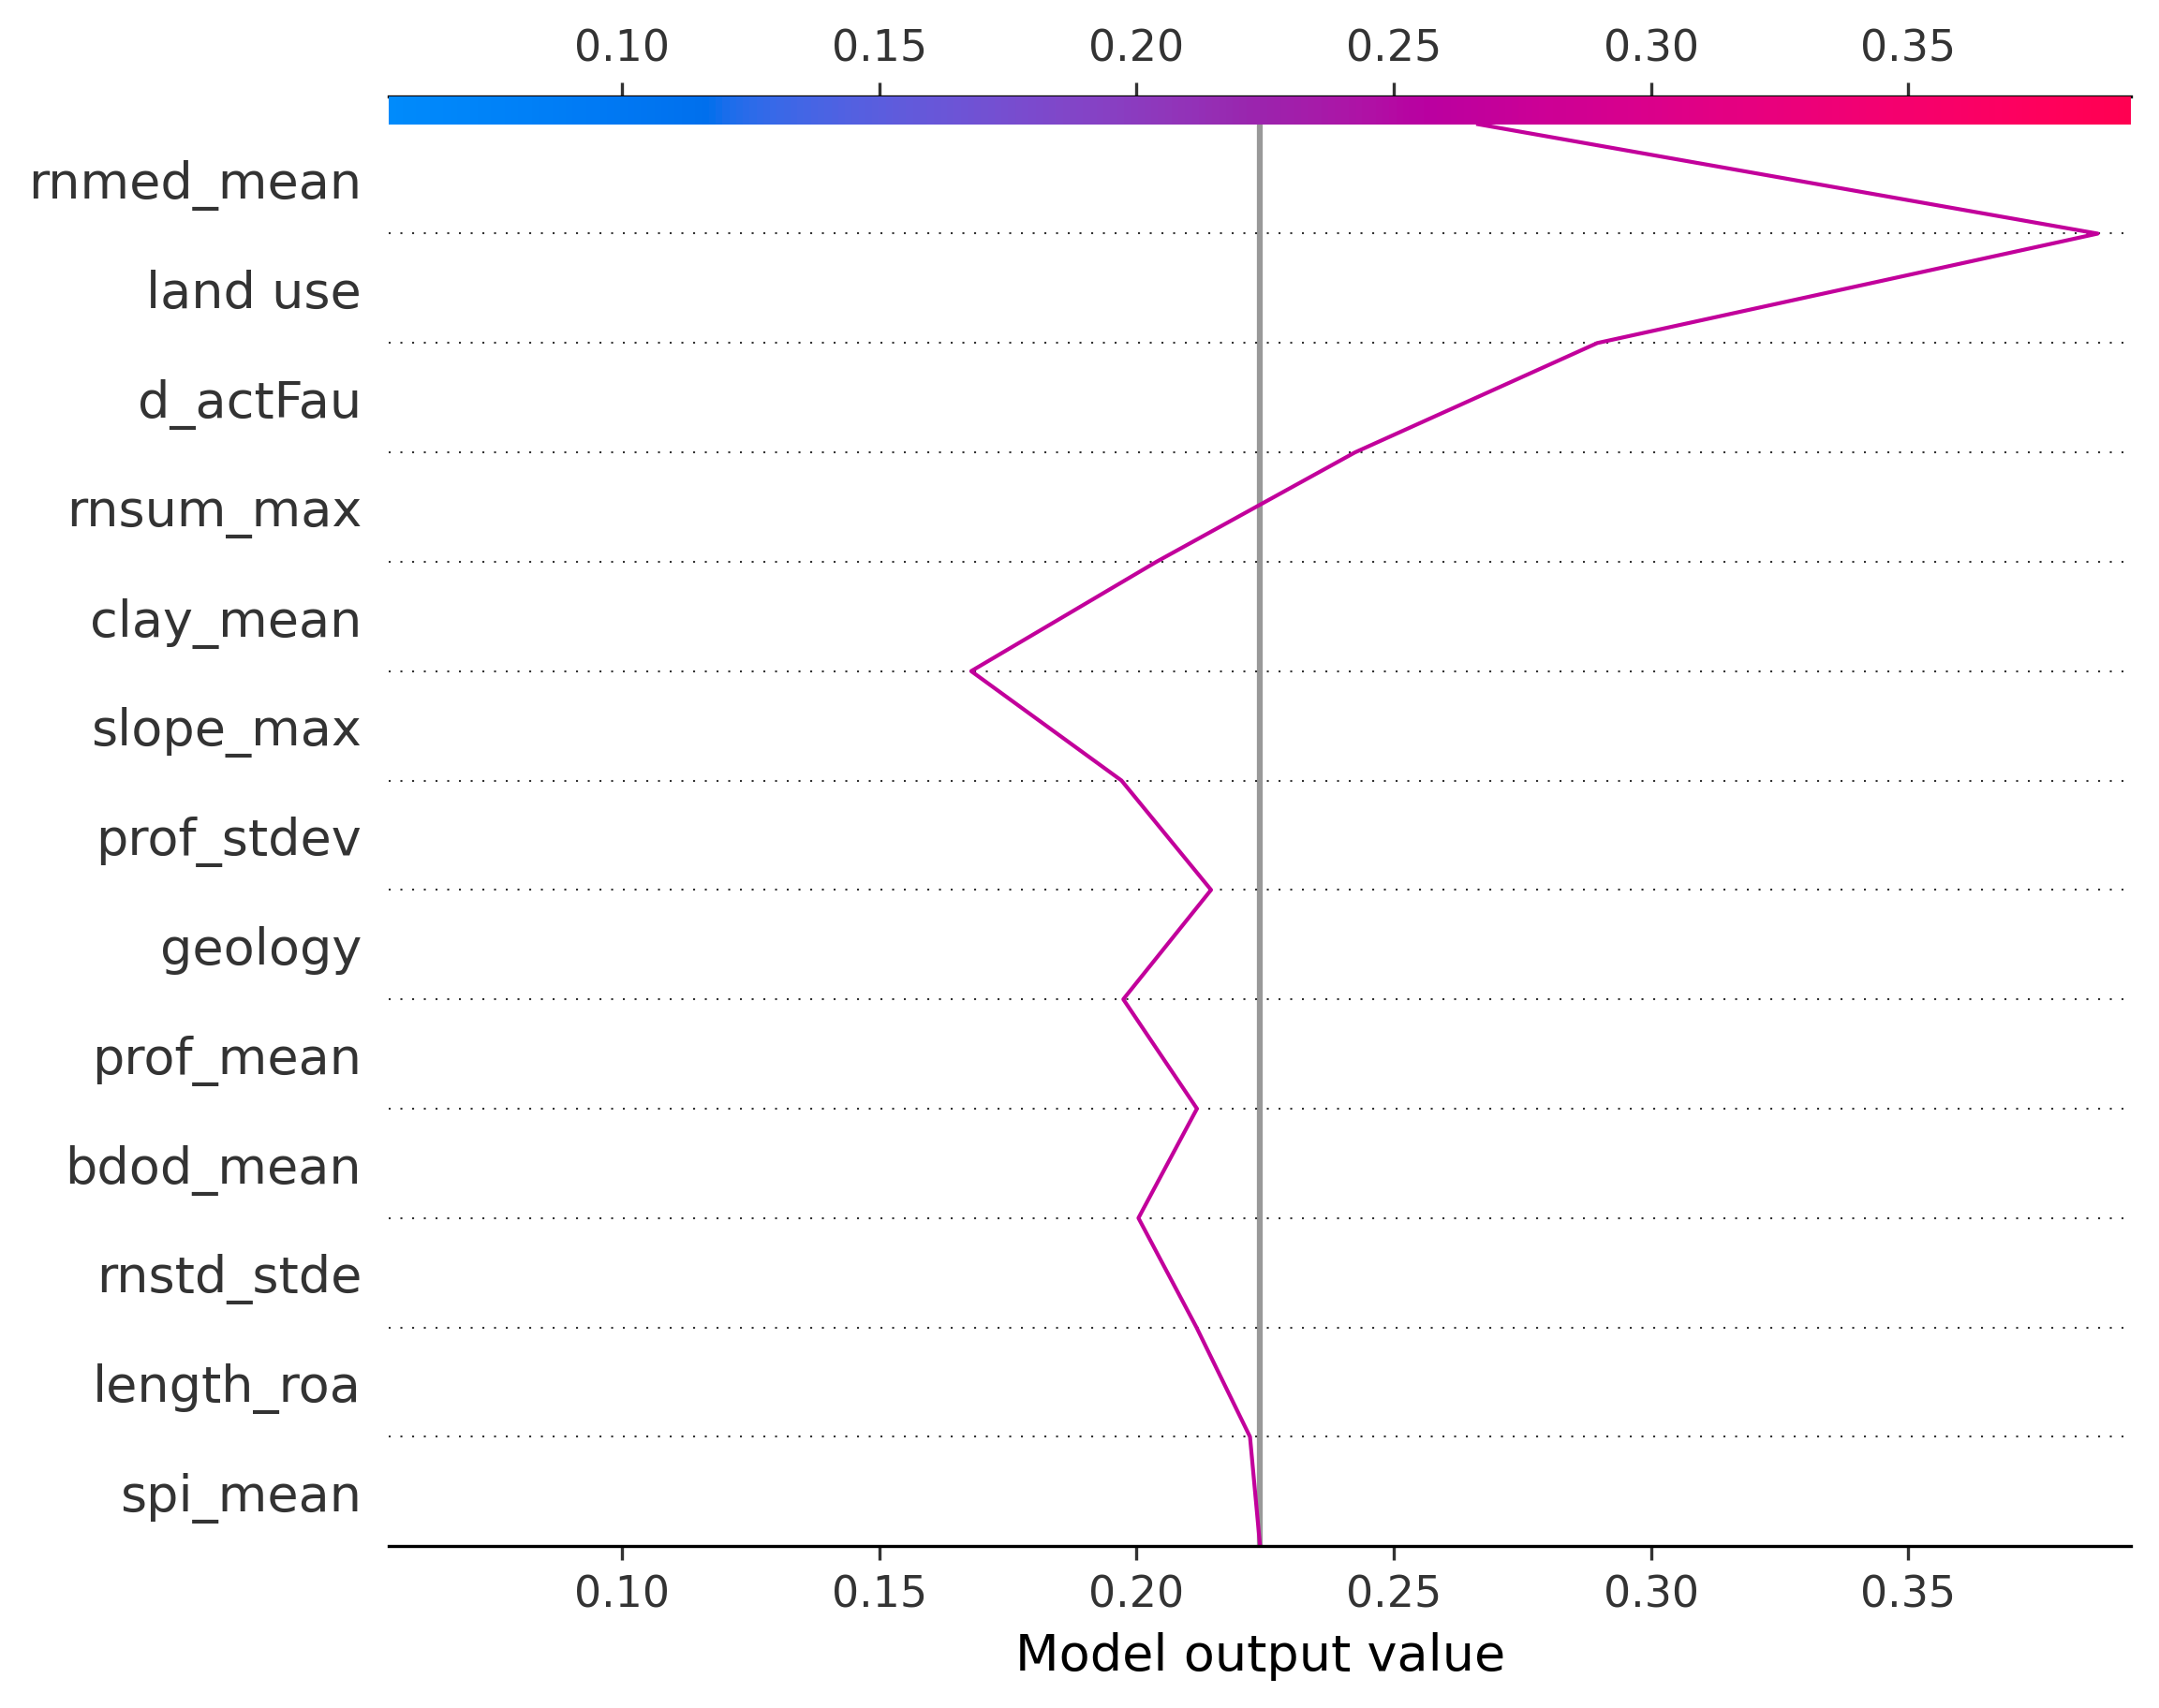 0.10 0.15 0.20 0.25 0.30 0.35
rnmed_mean
land use
d_actFau
rnsum_max
clay_mean
slope_max
prof_stdev
geology
prof_mean
bdod_mean
rnstd_stde
length_roa
spi_mean
0.10 0.15 0.20 0.25 0.30 0.35
Model output value